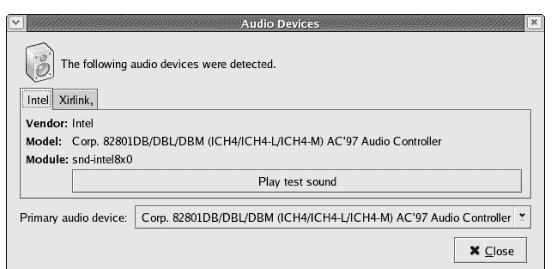 Audio Devices
The following audio devices were detected.
Intel Xirlink,
Vendor: Intel
Model: Corp. 82801DB/DBL/DBM (ICH4/ICH4-L/ICH4-M) AC'97 Audio Controller
Module: snd-intel8x0
Play test sound
Primary audio device: Corp. 82801DB/DBL/DBM (ICH4/ICH4-L/ICH4-M) AC'97 Audio Controller
Close